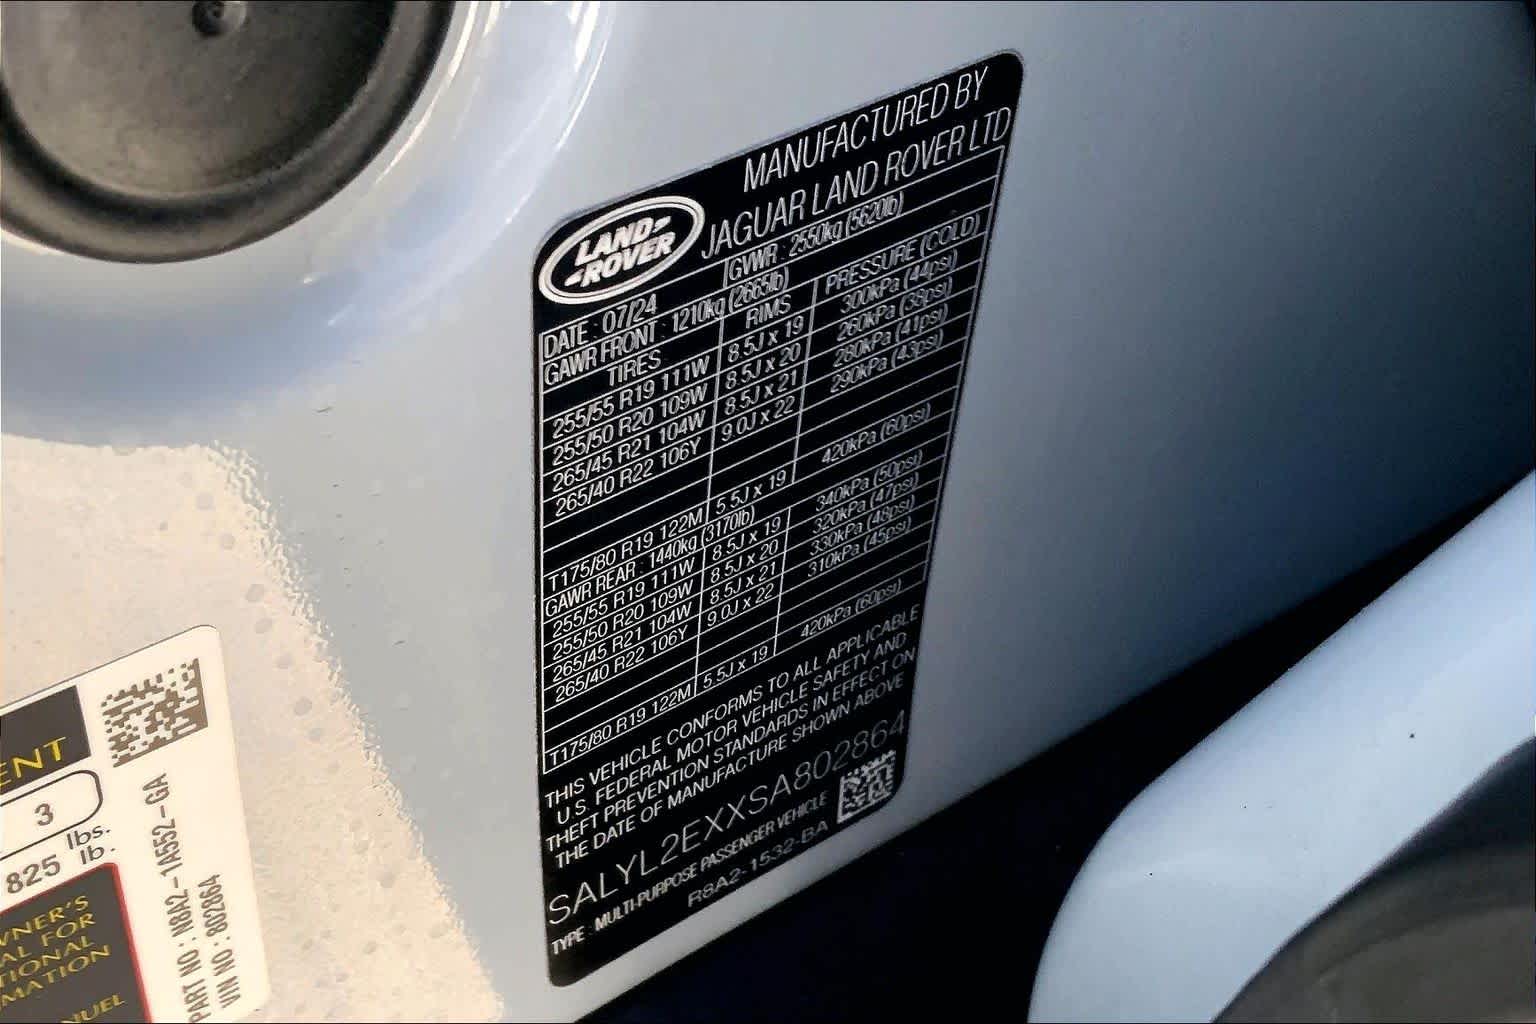 LAND-
-ROVER
MANUFACTURED BY
JAGUAR LAND ROVER LTD
DATE : 07/24 GVWR : 2550kg (5620lb)
GAWR FRONT : 1210kg (2665lb)
TIRES RIMS PRESSURE (COLD)
255/55 R19 111W 8.5J x 19 300kPa (44psi)
255/50 R20 109W 8.5J x 20 260kPa (38psi)
265/45 R21 104W 8.5J x 21 280kPa (41psi)
265/40 R22 106Y 9.0J x 22 290kPa (43psi)
T175/80 R19 122M 5.5J x 19 420kPa (60psi)
GAWR REAR : 1440kg (3170lb)
255/55 R19 111W 8.5J x 19 340kPa (50psi)
255/50 R20 109W 8.5J x 20 320kPa (47psi)
265/45 R21 104W 8.5J x 21 330kPa (48psi)
265/40 R22 106Y 9.0J x 22 310kPa (45psi)
T175/80 R19 122M 5.5J x 19 420kPa (60psi)
THIS VEHICLE CONFORMS TO ALL APPLICABLE
U.S. FEDERAL MOTOR VEHICLE SAFETY AND
THEFT PREVENTION STANDARDS IN EFFECT ON
THE DATE OF MANUFACTURE SHOWN ABOVE
SALYL2EXXSA802864
TYPE : MULTI-PURPOSE PASSENGER VEHICLE
R8A2-1532-BA
ENT
3
lbs.
825 lb.
WNER'S
AL FOR
TIONAL
MATION
NUEL
PART NO : N8A2-1A552-GA
VIN NO : 802864